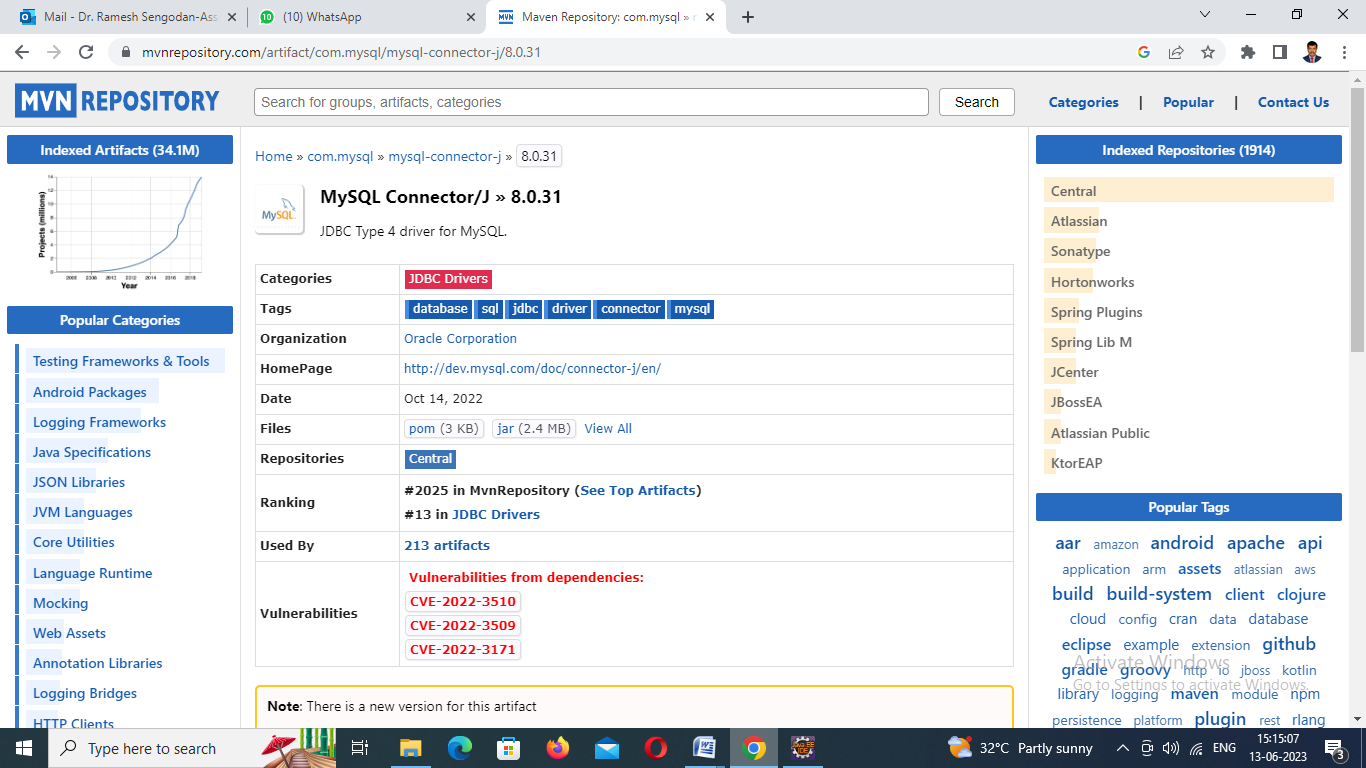 Mail - Dr. Ramesh Sengodan-Ass
(10) WhatsApp
Maven Repository: com.mysql »
mvnrepository.com/artifact/com.mysql/mysql-connector-j/8.0.31
MVN REPOSITORY
Search for groups, artifacts, categories
Search
Categories | Popular | Contact Us
Indexed Artifacts (34.1M)
Projects (millions)
Year
Popular Categories
Testing Frameworks & Tools
Android Packages
Logging Frameworks
Java Specifications
JSON Libraries
JVM Languages
Core Utilities
Language Runtime
Mocking
Web Assets
Annotation Libraries
Logging Bridges
HTTP Clients
Home » com.mysql » mysql-connector-j » 8.0.31
MySQL
MySQL Connector/J » 8.0.31
JDBC Type 4 driver for MySQL.
Categories JDBC Drivers
Tags database sql jdbc driver connector mysql
Organization Oracle Corporation
HomePage http://dev.mysql.com/doc/connector-j/en/
Date Oct 14, 2022
Files pom (3 KB) jar (2.4 MB) View All
Repositories Central
Ranking #2025 in MvnRepository (See Top Artifacts)
#13 in JDBC Drivers
Used By 213 artifacts
Vulnerabilities Vulnerabilities from dependencies:
CVE-2022-3510
CVE-2022-3509
CVE-2022-3171
Note: There is a new version for this artifact
Indexed Repositories (1914)
Central
Atlassian
Sonatype
Hortonworks
Spring Plugins
Spring Lib M
JCenter
JBossEA
Atlassian Public
KtorEAP
Popular Tags
aar amazon android apache api
application arm assets atlassian aws
build build-system client clojure
cloud config cran data database
eclipse example extension github
gradle groovy http io jboss kotlin
library logging maven module npm
persistence platform plugin rest rlang
Activate Windows
Go to Settings to activate Windows.
Type here to search
32°C Partly sunny
ENG
15:15:07
13-06-2023
3